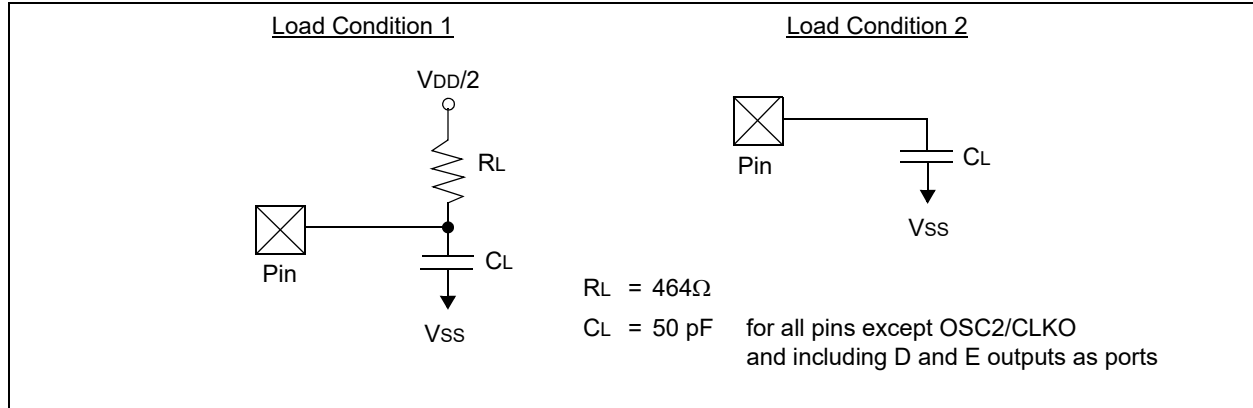 Load Condition 1
Load Condition 2
VDD/2
RL
CL
Pin
VSS
CL
Pin
VSS
RL = 464Ω
CL = 50 pF for all pins except OSC2/CLKO
and including D and E outputs as ports